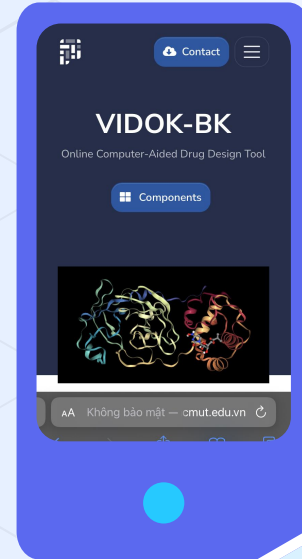 Contact
VIDOK-BK
Online Computer-Aided Drug Design Tool
Components
AA Không bảo mật — cmut.edu.vn